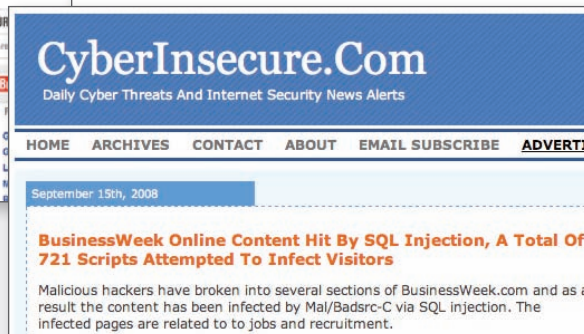 CyberInsecure.Com
Daily Cyber Threats And Internet Security News Alerts
HOME ARCHIVES CONTACT ABOUT EMAIL SUBSCRIBE ADVERTI
September 15th, 2008
BusinessWeek Online Content Hit By SQL Injection, A Total Of
721 Scripts Attempted To Infect Visitors
Malicious hackers have broken into several sections of BusinessWeek.com and as a
result the content has been infected by Mal/Badsrc-C via SQL injection. The
infected pages are related to to jobs and recruitment.